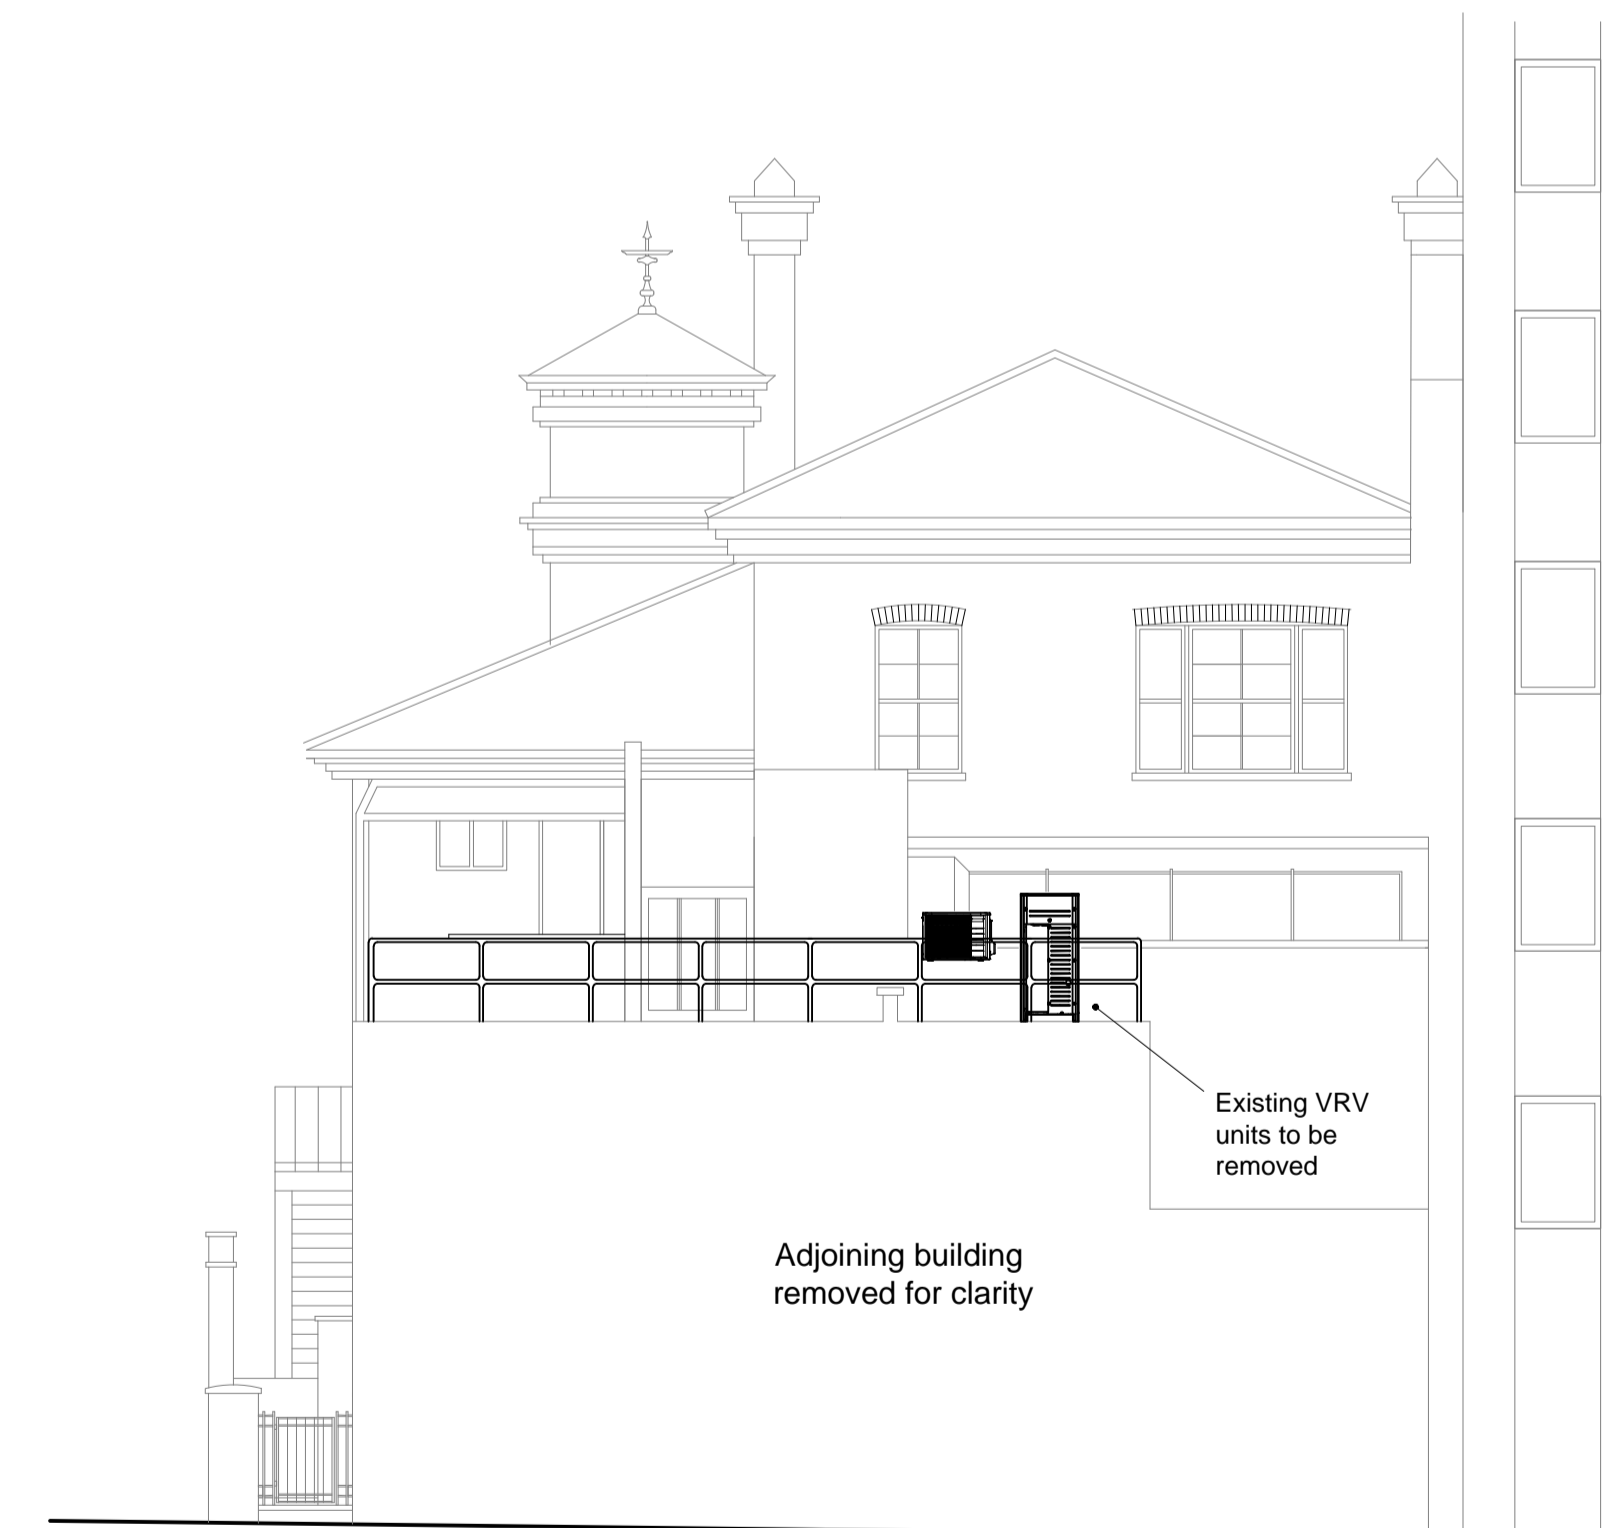 Existing VRV
units to be
removed
Adjoining building
removed for clarity